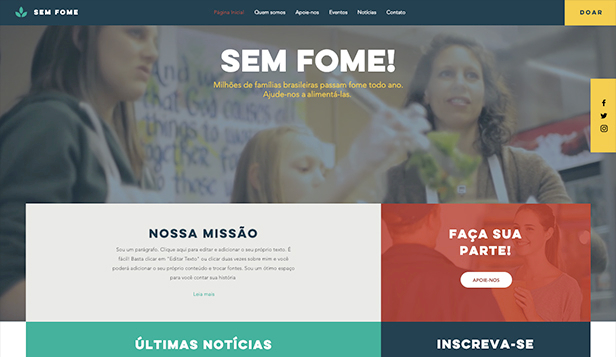 SEM FOME
Página Inicial
Quem somos
Apoie-nos
Eventos
Notícias
Contato
DOAR
SEM FOME!
Milhões de famílias brasileiras passam fome todo ano.
Ajude-nos a alimentá-las.
NOSSA MISSÃO
Sou um parágrafo. Clique aqui para editar e adicionar o seu próprio texto. É
fácil! Basta clicar em "Editar Texto" ou clicar duas vezes sobre mim e você
poderá adicionar o seu próprio conteúdo e trocar fontes. Sou um ótimo espaço
para você contar sua história
Leia mais
FAÇA SUA
PARTE!
APOIE-NOS
ÚLTIMAS NOTÍCIAS
INSCREVA-SE